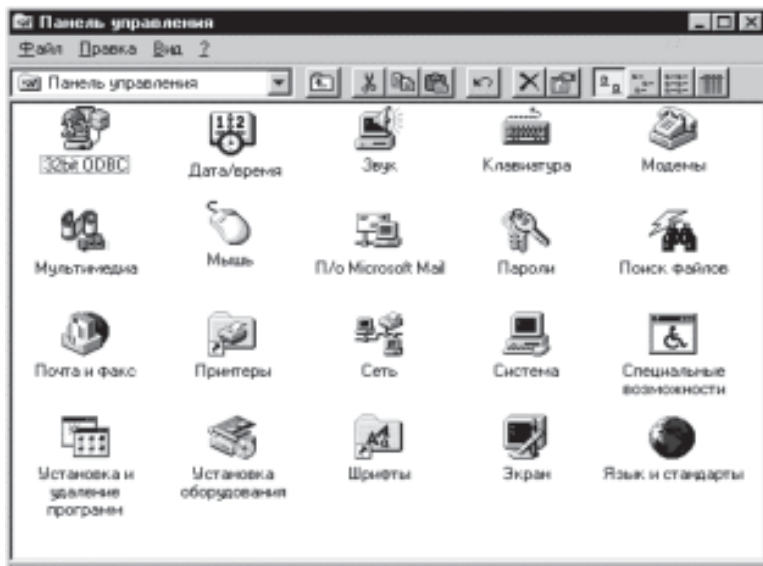 Панель управления
Файл Правка Вид ?
Панель управления
32bit ODBC
Дата/время
Звук
Клавиатура
Модемы
Мультимедиа
Мышь
П/о Microsoft Mail
Пароли
Поиск файлов
Почта и факс
Принтеры
Сеть
Система
Специальные
возможности
Установка и
удаление
программ
Установка
оборудования
Шрифты
Экран
Язык и стандарты